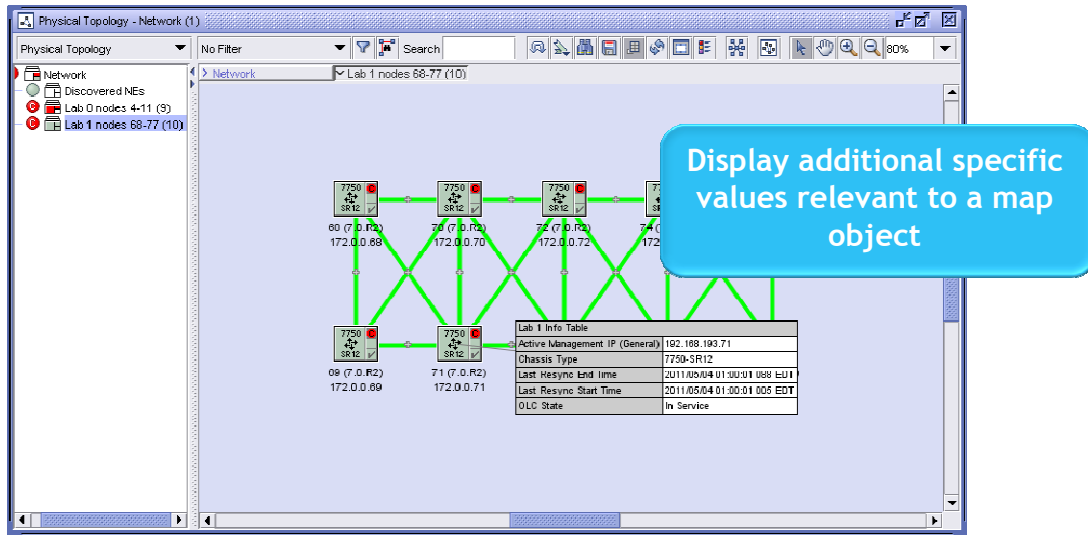 Physical Topology - Network (1)
Physical Topology
No Filter
Search
80%
Network
Discovered NEs
Lab 0 nodes 4-11 (9)
Lab 1 nodes 68-77 (10)
> Network
Lab 1 nodes 68-77 (10)
Display additional specific
values relevant to a map
object
7750
SR12
7750
SR12
7750
SR12
60 (7.0.R2)
172.0.0.68
70 (7.0.R2)
172.0.0.70
72 (7.0.R2)
172.0.0.72
74 (
172
7750
SR12
7750
SR12
09 (7.0.R2)
172.0.0.69
71 (7.0.R2)
172.0.0.71
Lab 1 Info Table
Active Management IP (General) 192.168.193.71
Chassis Type 7750-SR12
Last Resync End Time 2011/05/04 01:00:01 088 EDT
Last Resync Start Time 2011/05/04 01:00:01 005 EDT
OLC State In Service